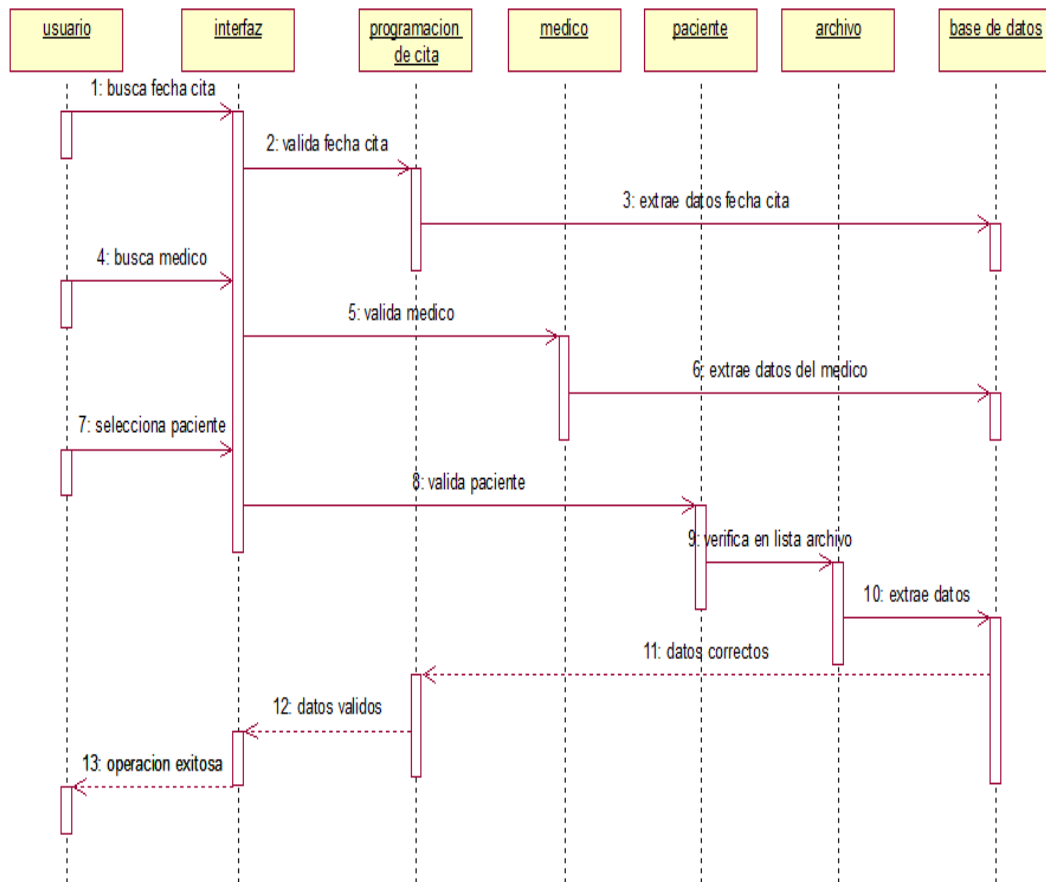 usuario
interfaz
programacion
de cita
medico
paciente
archivo
base de datos
1: busca fecha cita
2: valida fecha cita
3: extrae datos fecha cita
4: busca medico
5: valida medico
6: extrae datos del medico
7: selecciona paciente
8: valida paciente
9: verifica en lista archivo
10: extrae datos
11: datos correctos
12: datos validos
13: operacion exitosa